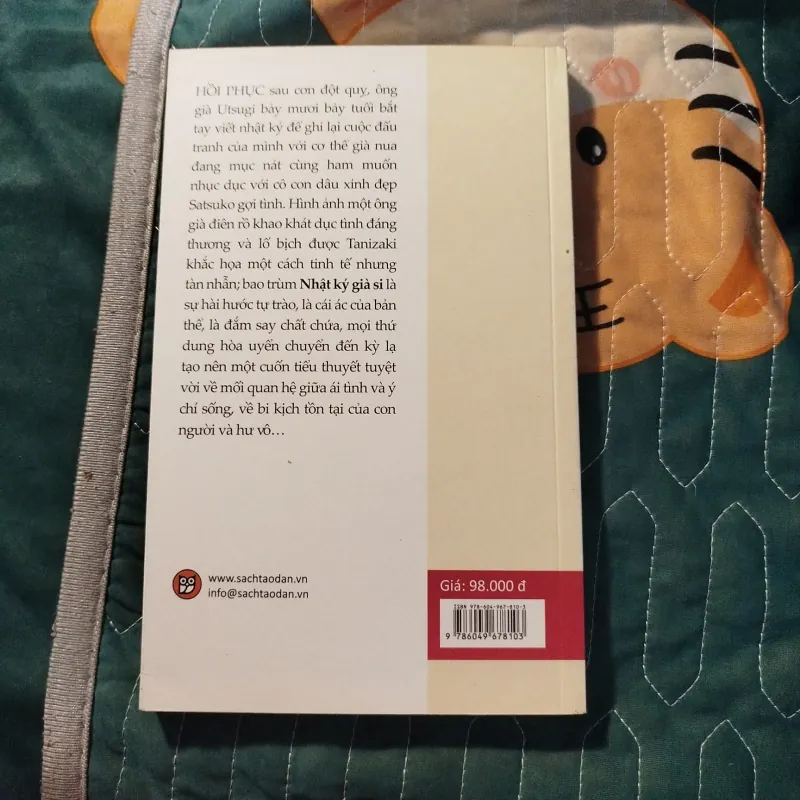 HỒI PHỤC sau cơn đột quỵ, ông
già Utsugi bảy mươi bảy tuổi bắt
tay viết nhật ký để ghi lại cuộc đấu
tranh của mình với cơ thể già nua
đang mục nát cùng ham muốn
nhục dục với cô con dâu xinh đẹp
Satsuko gợi tình. Hình ảnh một ông
già điên rồ khao khát dục tình đáng
thương và lố bịch được Tanizaki
khắc họa một cách tinh tế nhưng
tàn nhẫn; bao trùm Nhật ký già si là
sự hài hước tự trào, là cái ác của bản
thể, là đắm say chất chứa, mọi thứ
dung hòa uyển chuyển đến kỳ lạ
tạo nên một cuốn tiểu thuyết tuyệt
vời về mối quan hệ giữa ái tình và ý
chí sống, về bi kịch tồn tại của con
người và hư vô…
www.sachtaodan.vn
info@sachtaodan.vn
Giá: 98.000 đ
ISBN 978-604-967-810-3
9 786049 678103